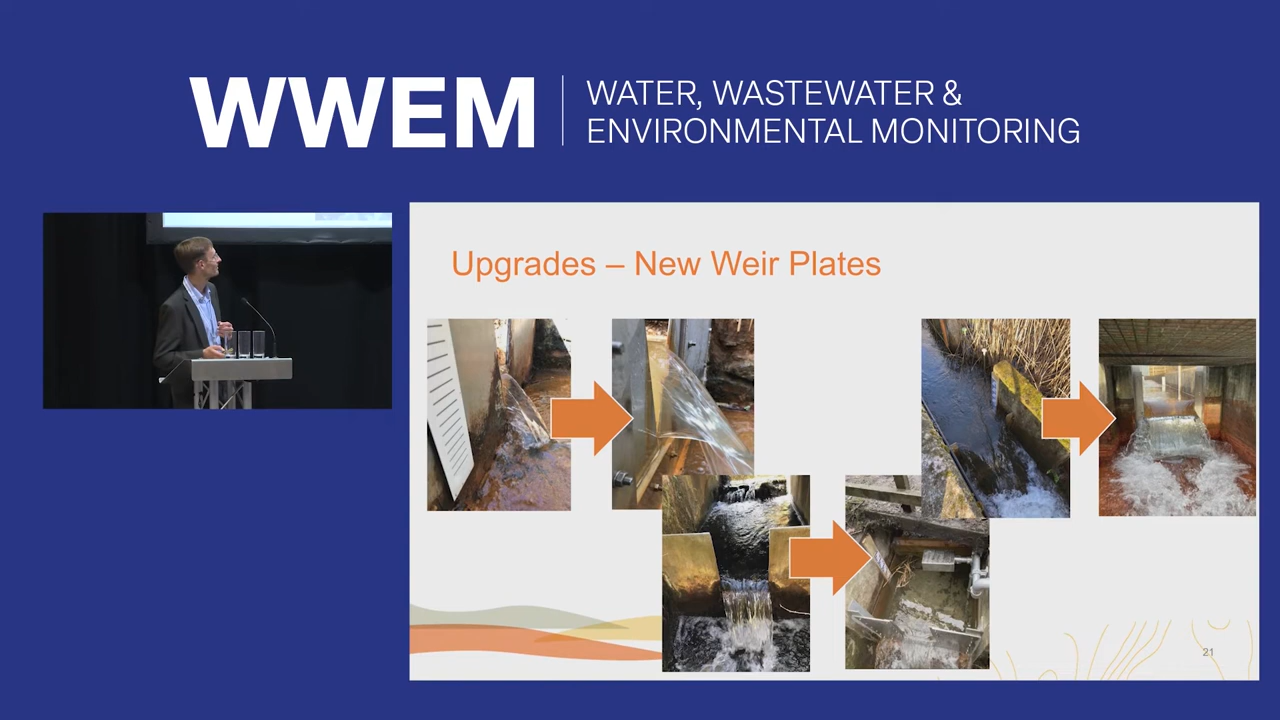 WWEM
WATER, WASTEWATER &
ENVIRONMENTAL MONITORING
Upgrades – New Weir Plates
21